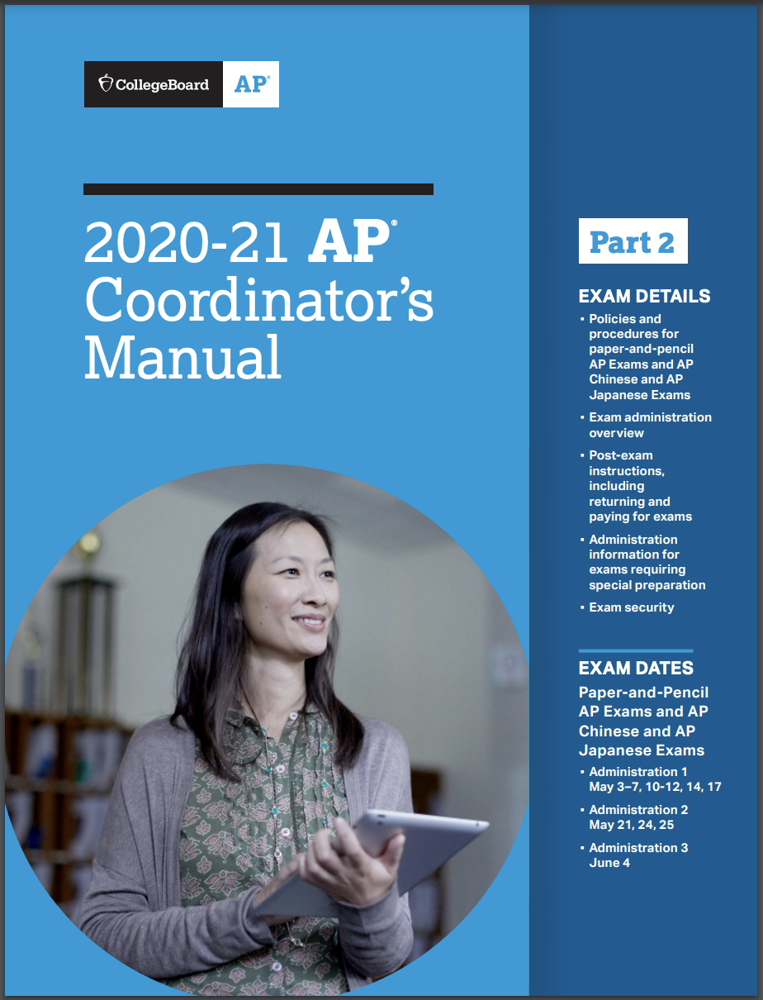 CollegeBoard AP®
2020-21 AP®
Coordinator’s
Manual
Part 2
EXAM DETAILS
▪ Policies and
procedures for
paper-and-pencil
AP Exams and AP
Chinese and AP
Japanese Exams
▪ Exam administration
overview
▪ Post-exam
instructions,
including
returning and
paying for exams
▪ Administration
information for
exams requiring
special preparation
▪ Exam security
EXAM DATES
Paper-and-Pencil
AP Exams and AP
Chinese and AP
Japanese Exams
▪ Administration 1
May 3–7, 10-12, 14, 17
▪ Administration 2
May 21, 24, 25
▪ Administration 3
June 4